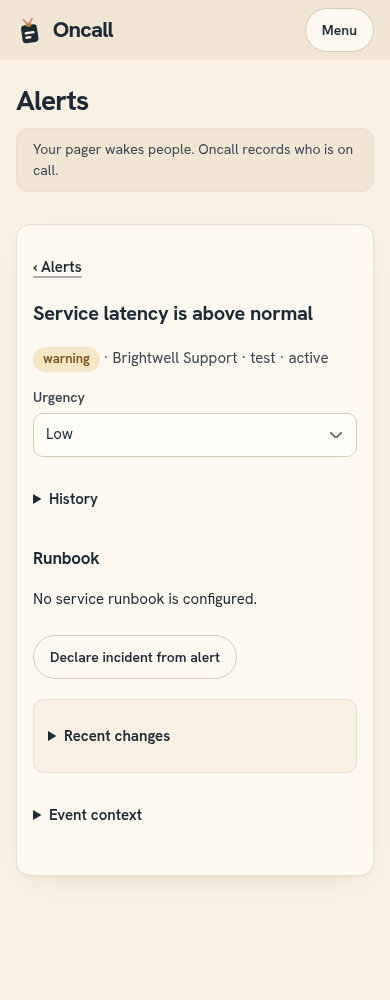 Oncall
Menu
Alerts
Your pager wakes people. Oncall records who is on
call.
‹ Alerts
Service latency is above normal
warning · Brightwell Support · test · active
Urgency
Low
History
Runbook
No service runbook is configured.
Declare incident from alert
Recent changes
Event context